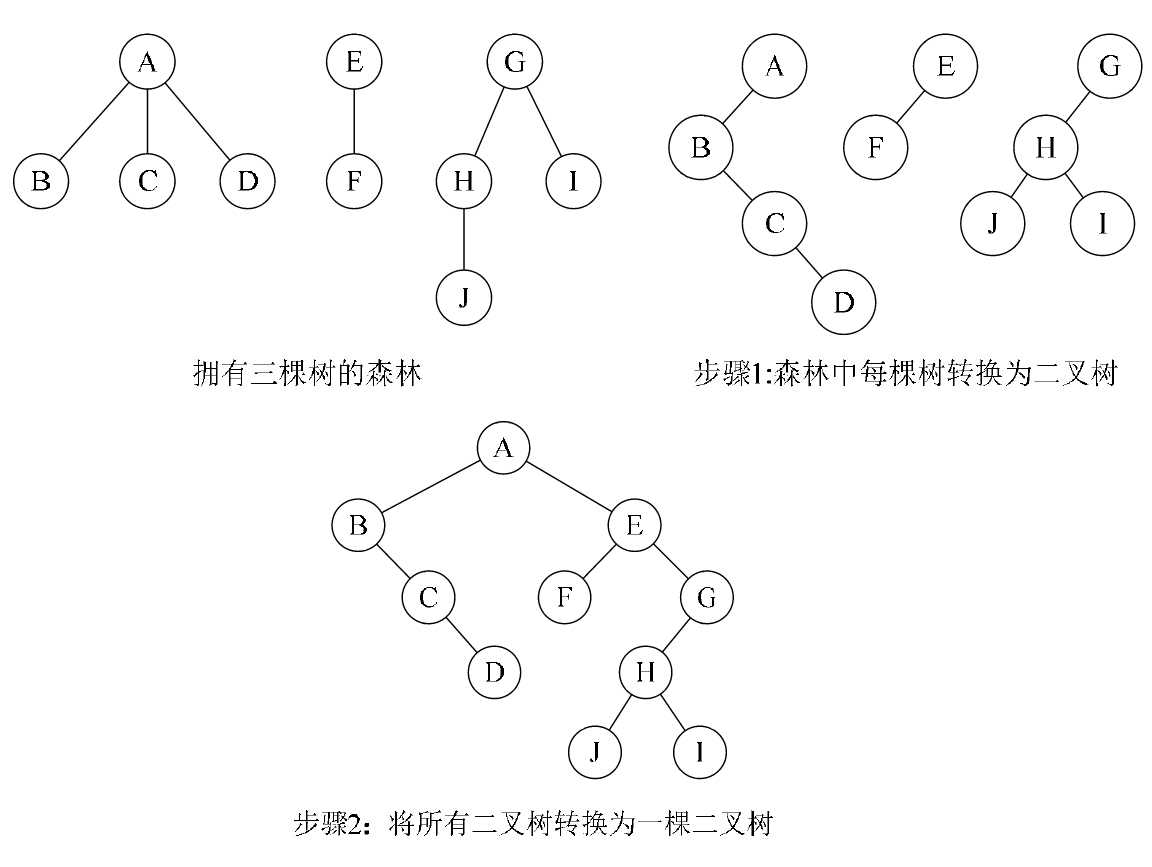 A E G
B C D F H I
J
A E G
B F H
C J I
D
拥有三棵树的森林
步骤1:森林中每棵树转换为二叉树
A
B E
C F G
D H
J I
步骤2：将所有二叉树转换为一棵二叉树